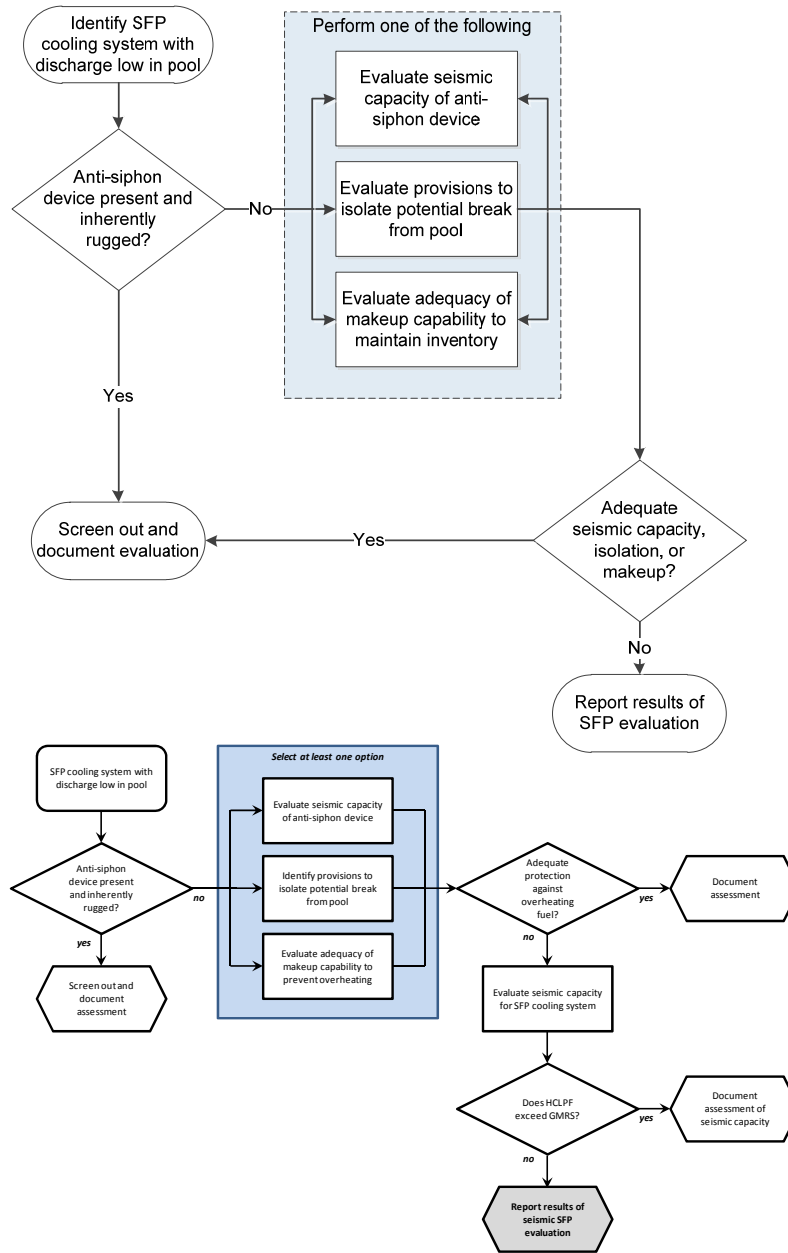 Identify SFP
cooling system with
discharge low in pool
Perform one of the following
Evaluate seismic
capacity of anti-
siphon device
Anti-siphon
device present and
inherently
rugged?
No
Evaluate provisions to
isolate potential break
from pool
Evaluate adequacy of
makeup capability to
maintain inventory
Yes
Screen out and
document evaluation
Yes
Adequate
seismic capacity,
isolation, or
makeup?
No
Report results of
SFP evaluation
SFP cooling system with
discharge low in pool
Select at least one option
Evaluate seismic capacity
of anti-siphon device
Anti-siphon
device present
and inherently
rugged?
no
Identify provisions to
isolate potential break
from pool
Adequate
protection
against
overheating
fuel?
yes
Document
assessment
yes
Screen out and
document
assessment
Evaluate adequacy of
makeup capability to
prevent overheating
no
Evaluate seismic capacity
for SFP cooling system
Does HCLPF
exceed GMRS?
yes
Document
assessment of
seismic capacity
no
Report results of
seismic SFP
evaluation